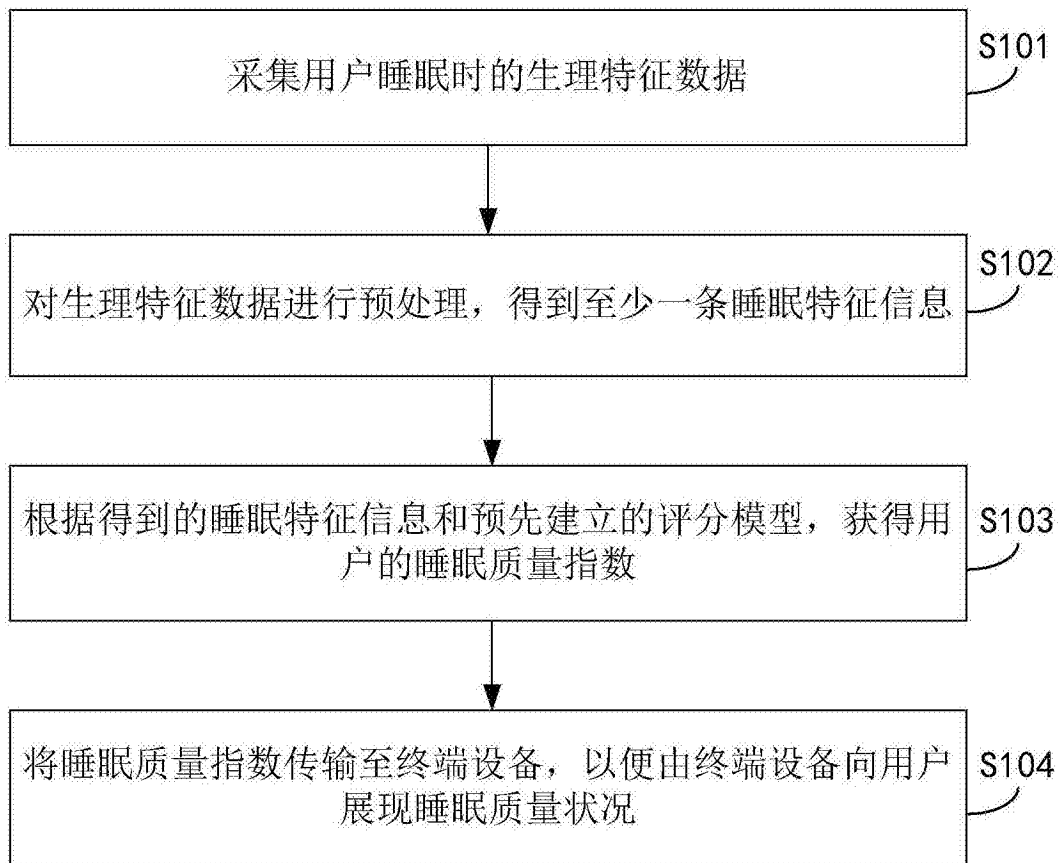 采集用户睡眠时的生理特征数据
S101
对生理特征数据进行预处理，得到至少一条睡眠特征信息
S102
根据得到的睡眠特征信息和预先建立的评分模型，获得用
户的睡眠质量指数
S103
将睡眠质量指数传输至终端设备，以便由终端设备向用户
展现睡眠质量状况
S104